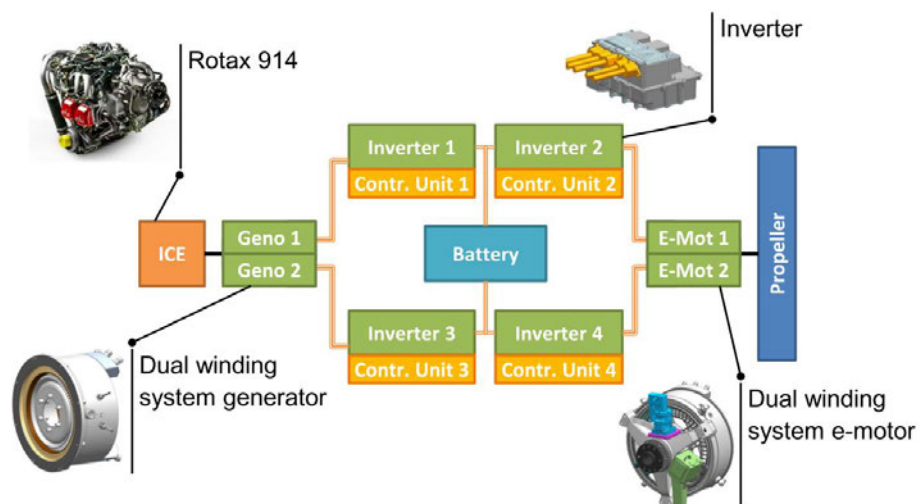 Rotax 914
Inverter
Inverter 1
Contr. Unit 1
Inverter 2
Contr. Unit 2
ICE
Geno 1
Geno 2
Battery
E-Mot 1
E-Mot 2
Propeller
Inverter 3
Contr. Unit 3
Inverter 4
Contr. Unit 4
Dual winding
system generator
Dual winding
system e-motor